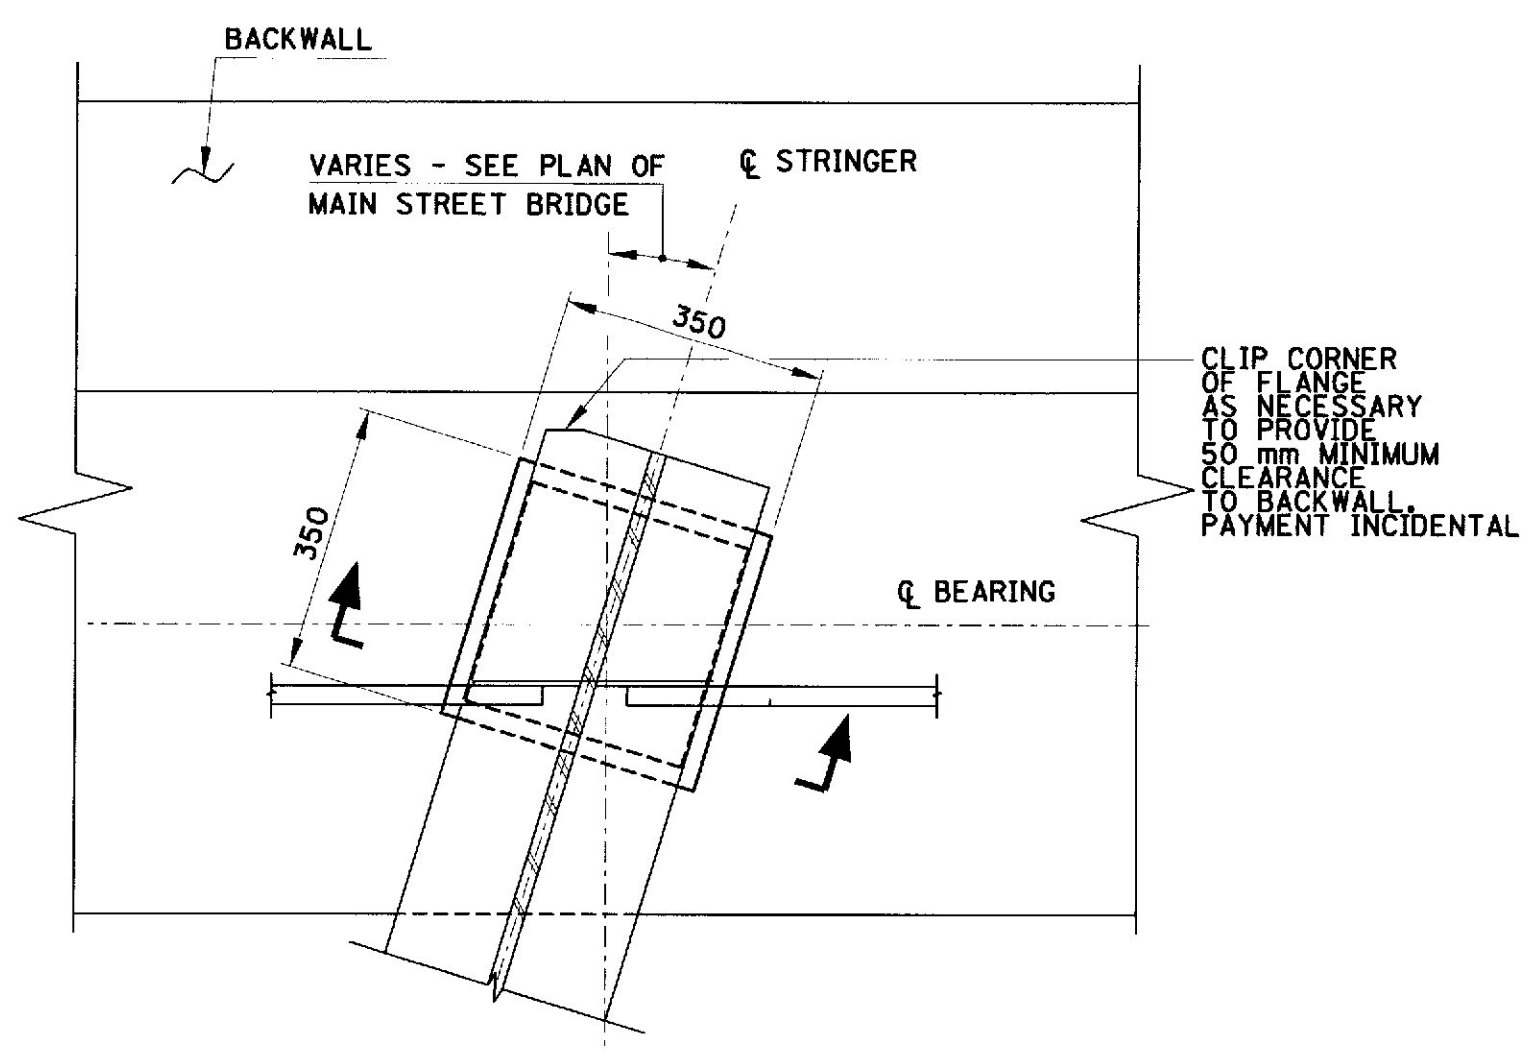 BACKWALL
VARIES - SEE PLAN OF
MAIN STREET BRIDGE
℄ STRINGER
350
CLIP CORNER
OF FLANGE
AS NECESSARY
TO PROVIDE
50 mm MINIMUM
CLEARANCE
TO BACKWALL.
PAYMENT INCIDENTAL
350
℄ BEARING